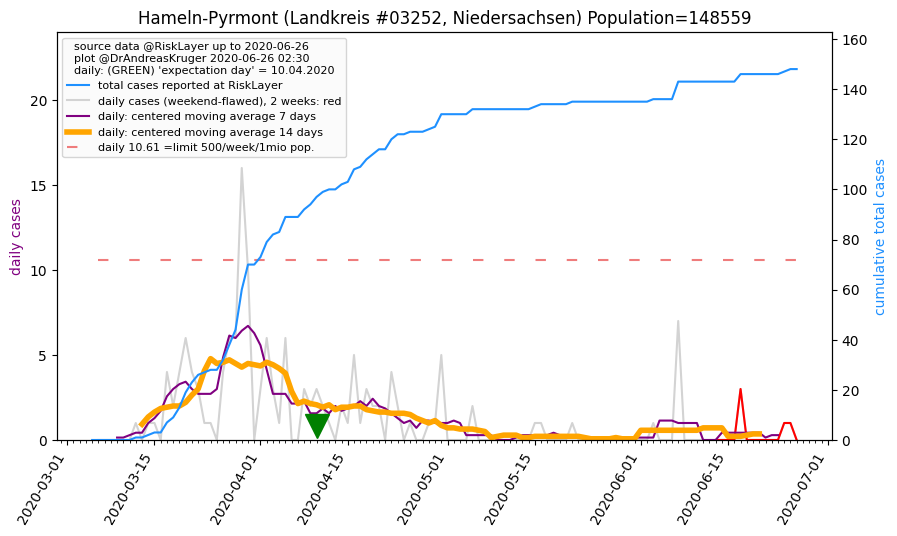 Hameln-Pyrmont (Landkreis #03252, Niedersachsen) Population=148559
source data @RiskLayer up to 2020-06-26
plot @DrAndreasKruger 2020-06-26 02:30
daily: (GREEN) 'expectation day' = 10.04.2020
total cases reported at RiskLayer
daily cases (weekend-flawed), 2 weeks: red
daily: centered moving average 7 days
daily: centered moving average 14 days
daily 10.61 =limit 500/week/1mio pop.
daily cases
20
15
10
5
0
160
140
120
100
80
60
40
20
0
cumulative total cases
2020-03-01
2020-03-15
2020-04-01
2020-04-15
2020-05-01
2020-05-15
2020-06-01
2020-06-15
2020-07-01